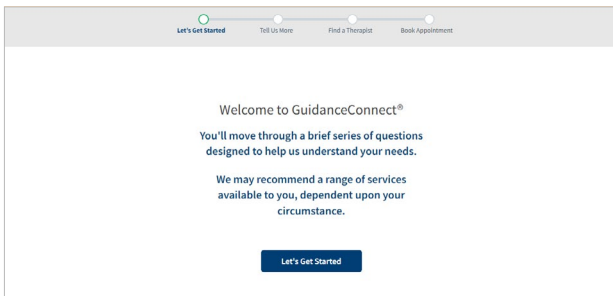 Let's Get Started Tell Us More Find a Therapist Book Appointment
Welcome to GuidanceConnect®
You'll move through a brief series of questions
designed to help us understand your needs.
We may recommend a range of services
available to you, dependent upon your
circumstance.
Let's Get Started